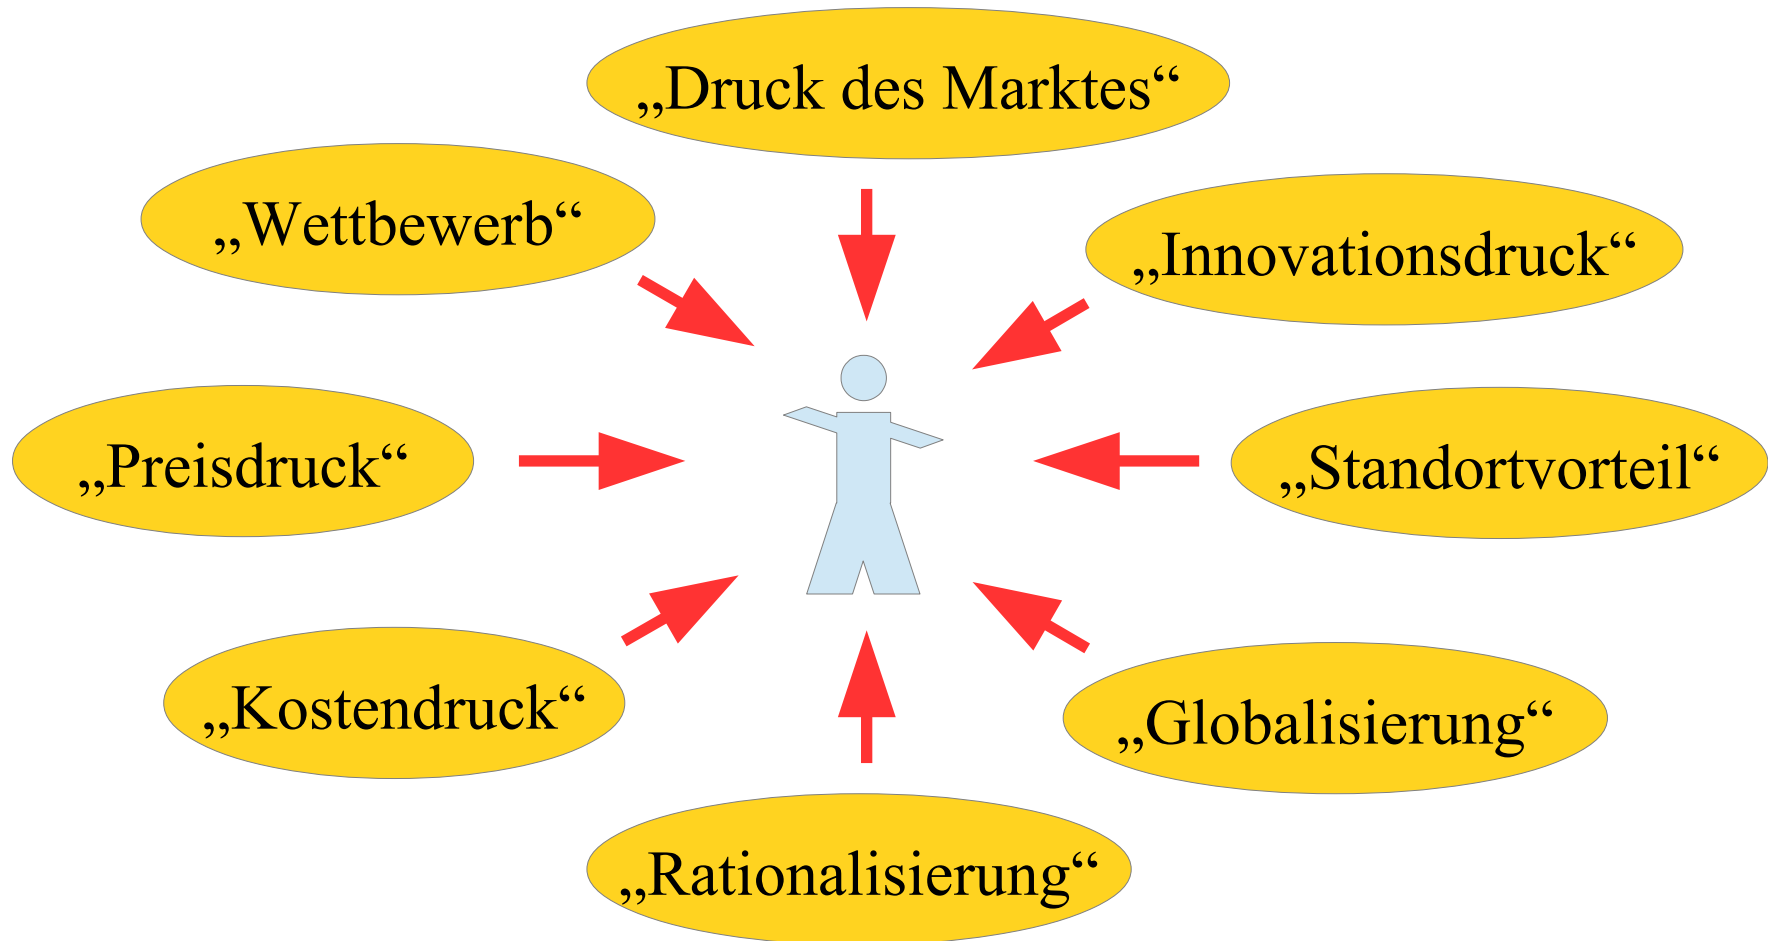 „Druck des Marktes“
„Wettbewerb“
„Innovationsdruck“
„Preisdruck“
„Standortvorteil“
„Kostendruck“
„Globalisierung“
„Rationalisierung“